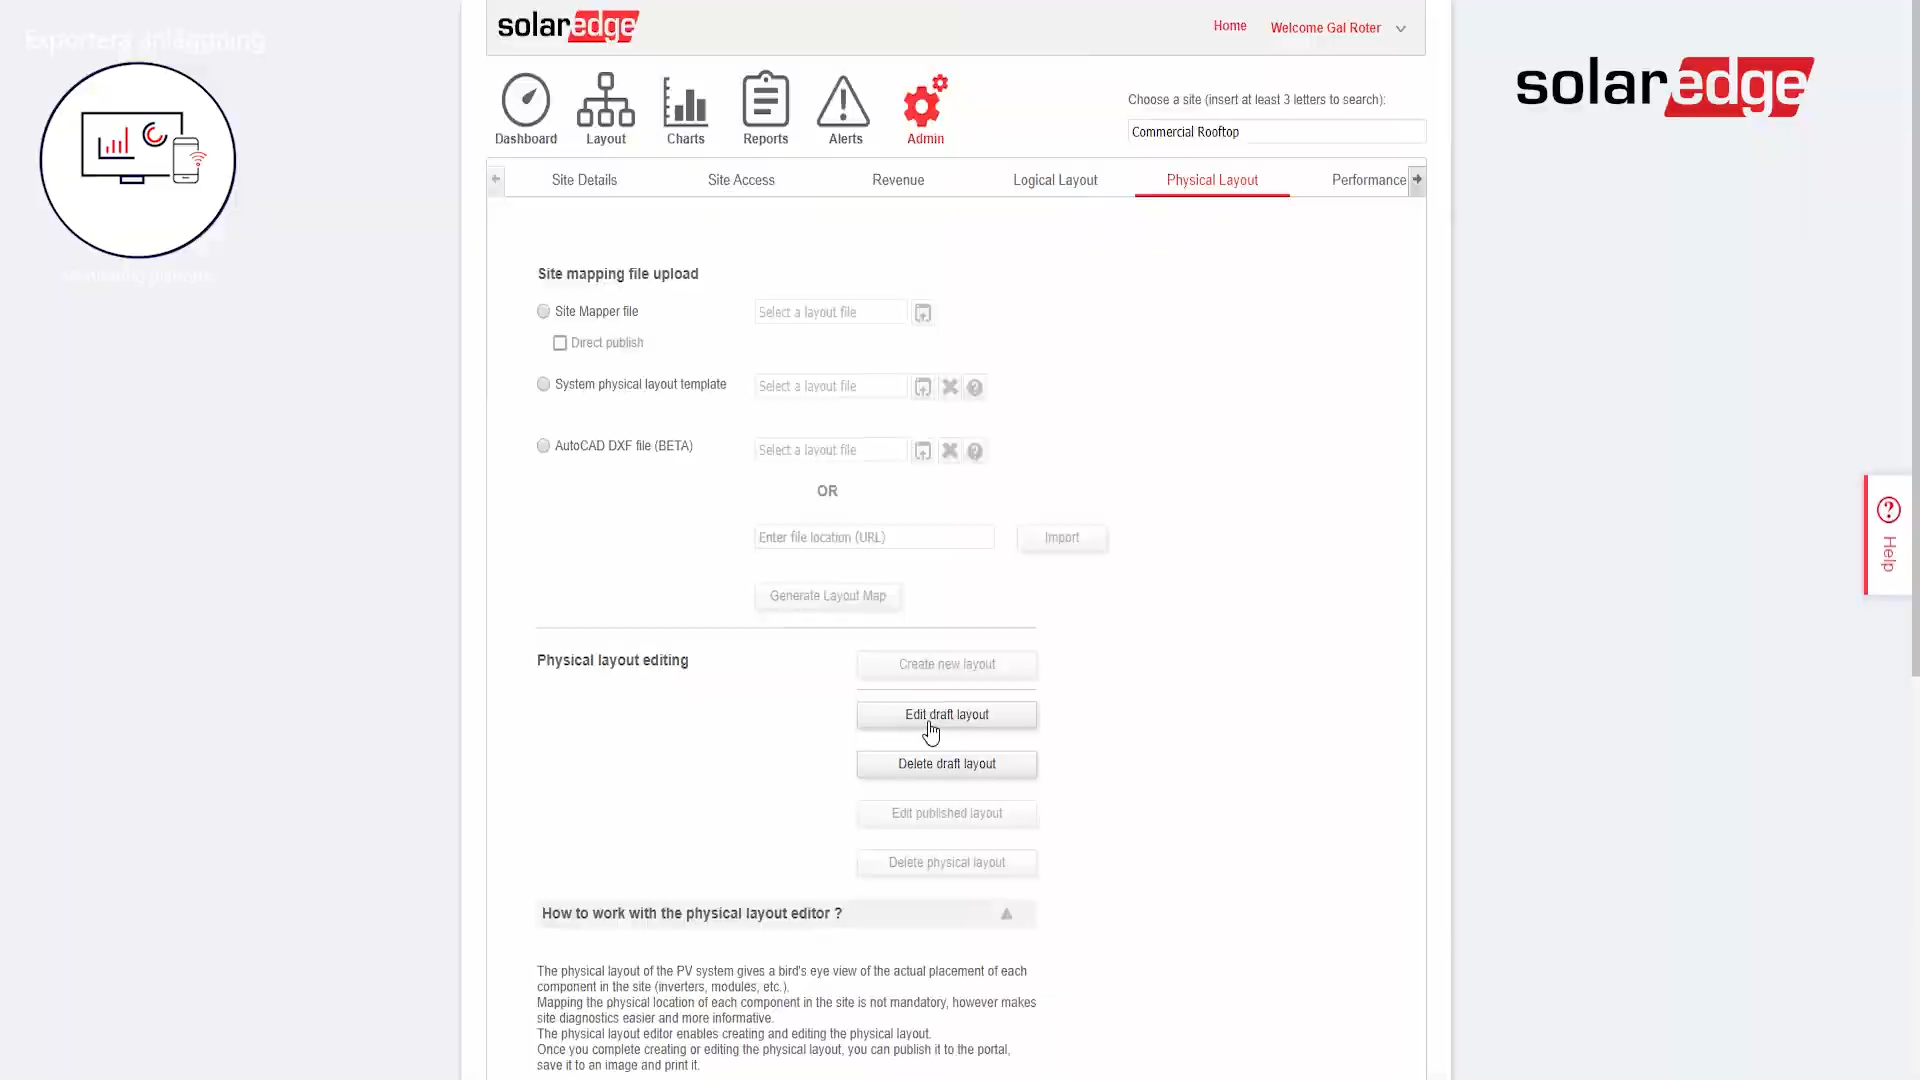 Exportera anläggning
solaredge
Home
Welcome Gal Roter
solaredge
Dashboard
Layout
Charts
Reports
Alerts
Admin
Choose a site (insert at least 3 letters to search):
Commercial Rooftop
Site Details
Site Access
Revenue
Logical Layout
Physical Layout
Performance
Site mapping file upload
Site Mapper file
Select a layout file
Direct publish
System physical layout template
Select a layout file
AutoCAD DXF file (BETA)
Select a layout file
OR
Enter file location (URL)
Import
Generate Layout Map
Physical layout editing
Create new layout
Edit draft layout
Delete draft layout
Edit published layout
Delete physical layout
How to work with the physical layout editor ?
The physical layout of the PV system gives a bird's eye view of the actual placement of each
component in the site (inverters, modules, etc.).
Mapping the physical location of each component in the site is not mandatory, however makes
site diagnostics easier and more informative.
The physical layout editor enables creating and editing the physical layout.
Once you complete creating or editing the physical layout, you can publish it to the portal,
save it to an image and print it.
Help